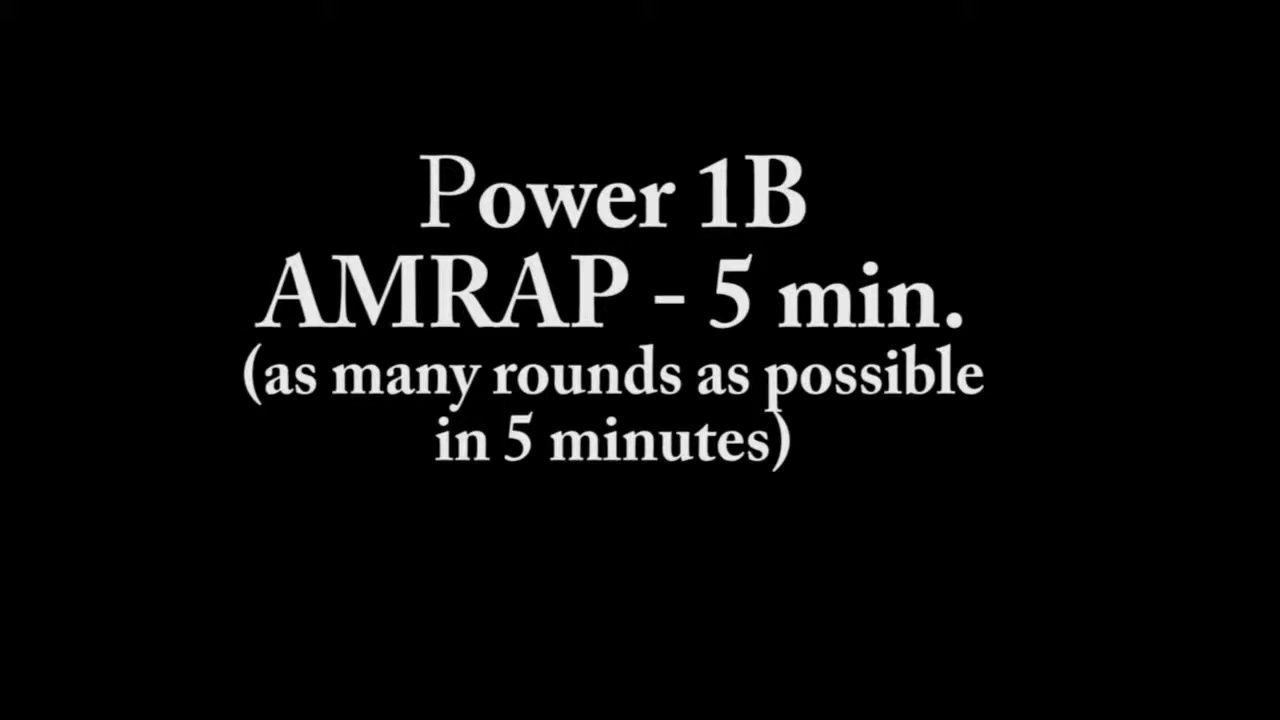 Power 1B
AMRAP - 5 min.
(as many rounds as possible
in 5 minutes)